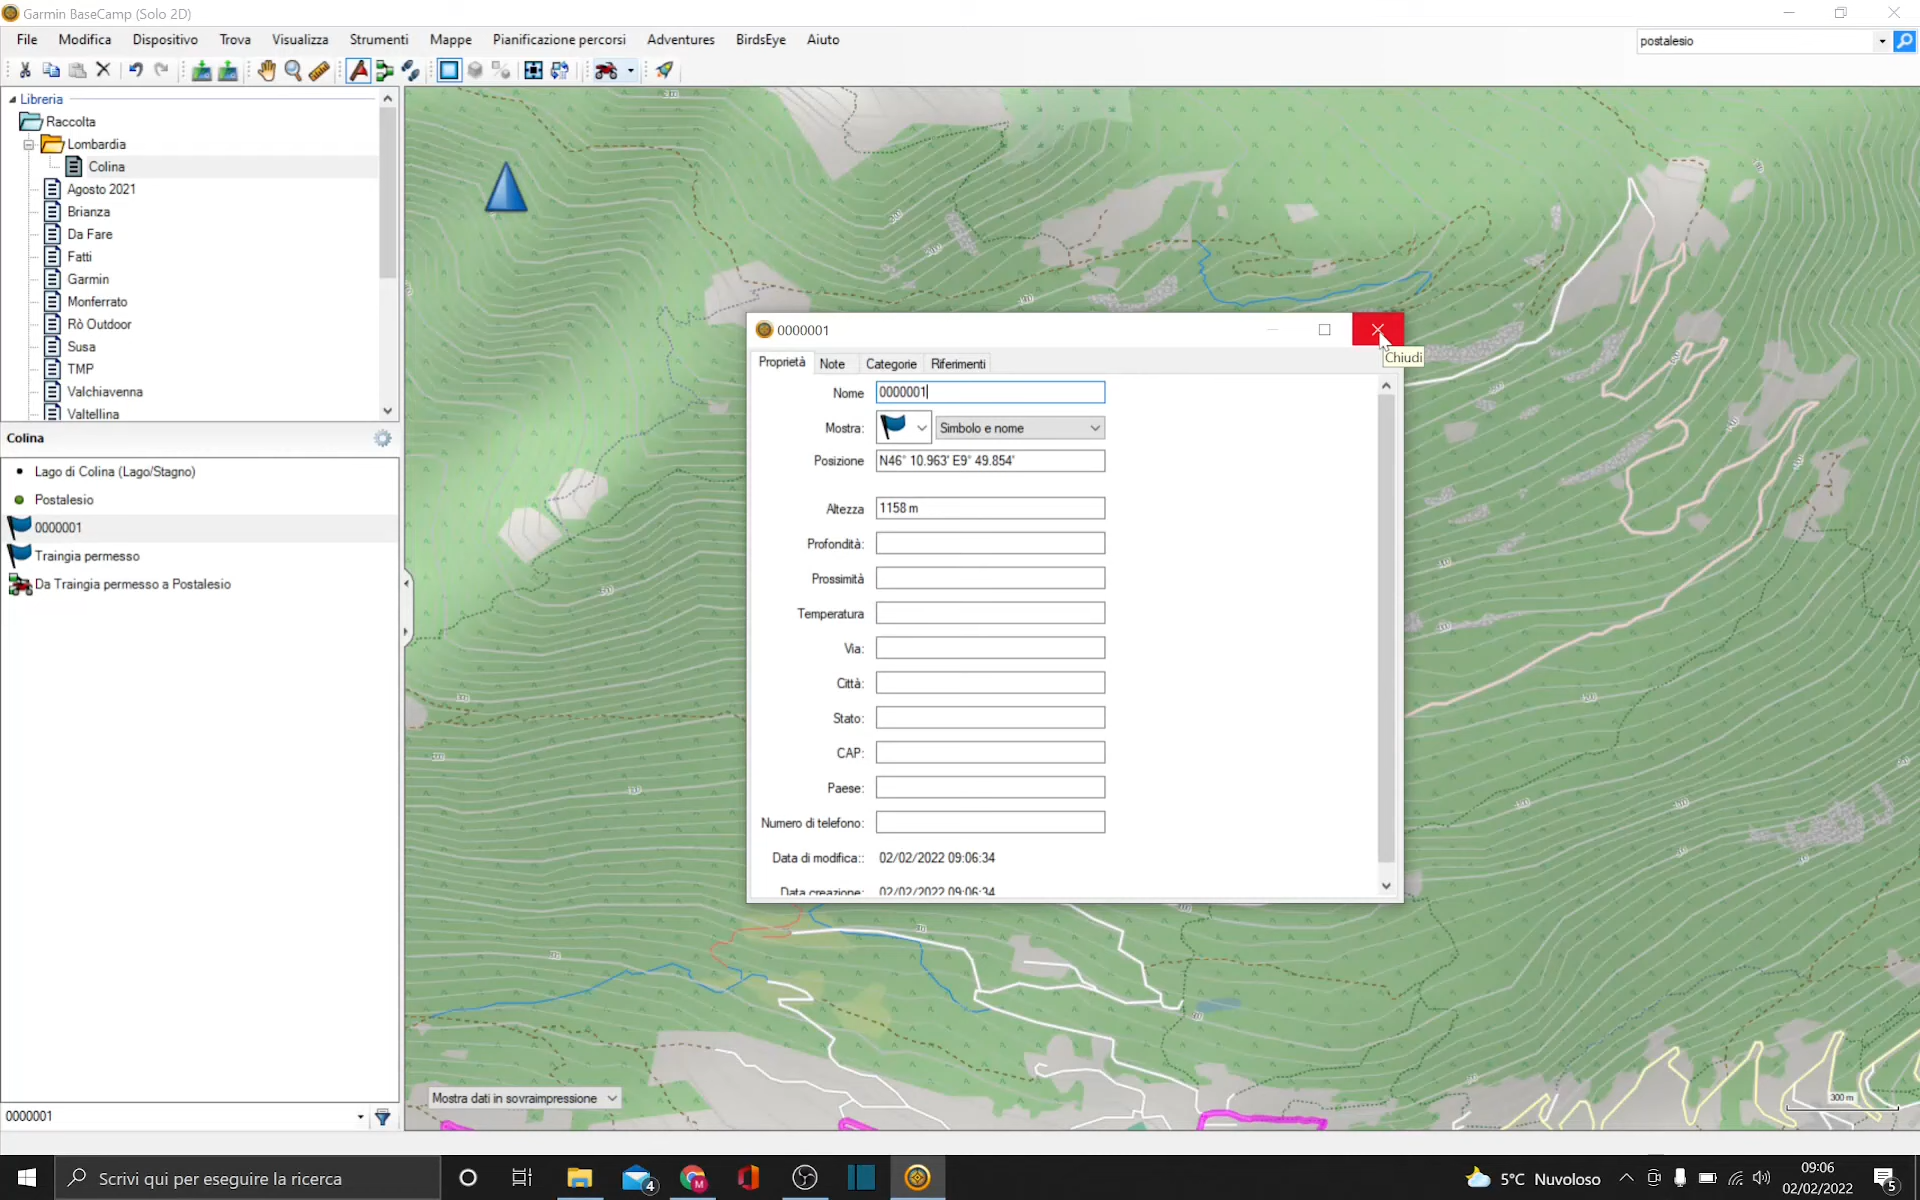 Garmin BaseCamp (Solo 2D)
File Modifica Dispositivo Trova Visualizza Strumenti Mappe Pianificazione percorsi Adventures BirdsEye Aiuto
postalesio
Libreria
Raccolta
Lombardia
Colina
Agosto 2021
Brianza
Da Fare
Fatti
Garmin
Monferrato
Rò Outdoor
Susa
TMP
Valchiavenna
Valtellina
Colina
Lago di Colina (Lago/Stagno)
Postalesio
0000001
Traingia permesso
Da Traingia permesso a Postalesio
0000001
0000001
Chiudi
Proprietà Note Categorie Riferimenti
Nome 0000001
Mostra: Simbolo e nome
Posizione N46° 10.963' E9° 49.854'
Altezza 1158 m
Profondità:
Prossimità
Temperatura
Via:
Città:
Stato:
CAP:
Paese:
Numero di telefono:
Data di modifica:: 02/02/2022 09:06:34
Data creazione: 02/02/2022 09:06:34
Mostra dati in sovraimpressione
300 m
Scrivi qui per eseguire la ricerca
4
M
5°C Nuvoloso
09:06
02/02/2022
5